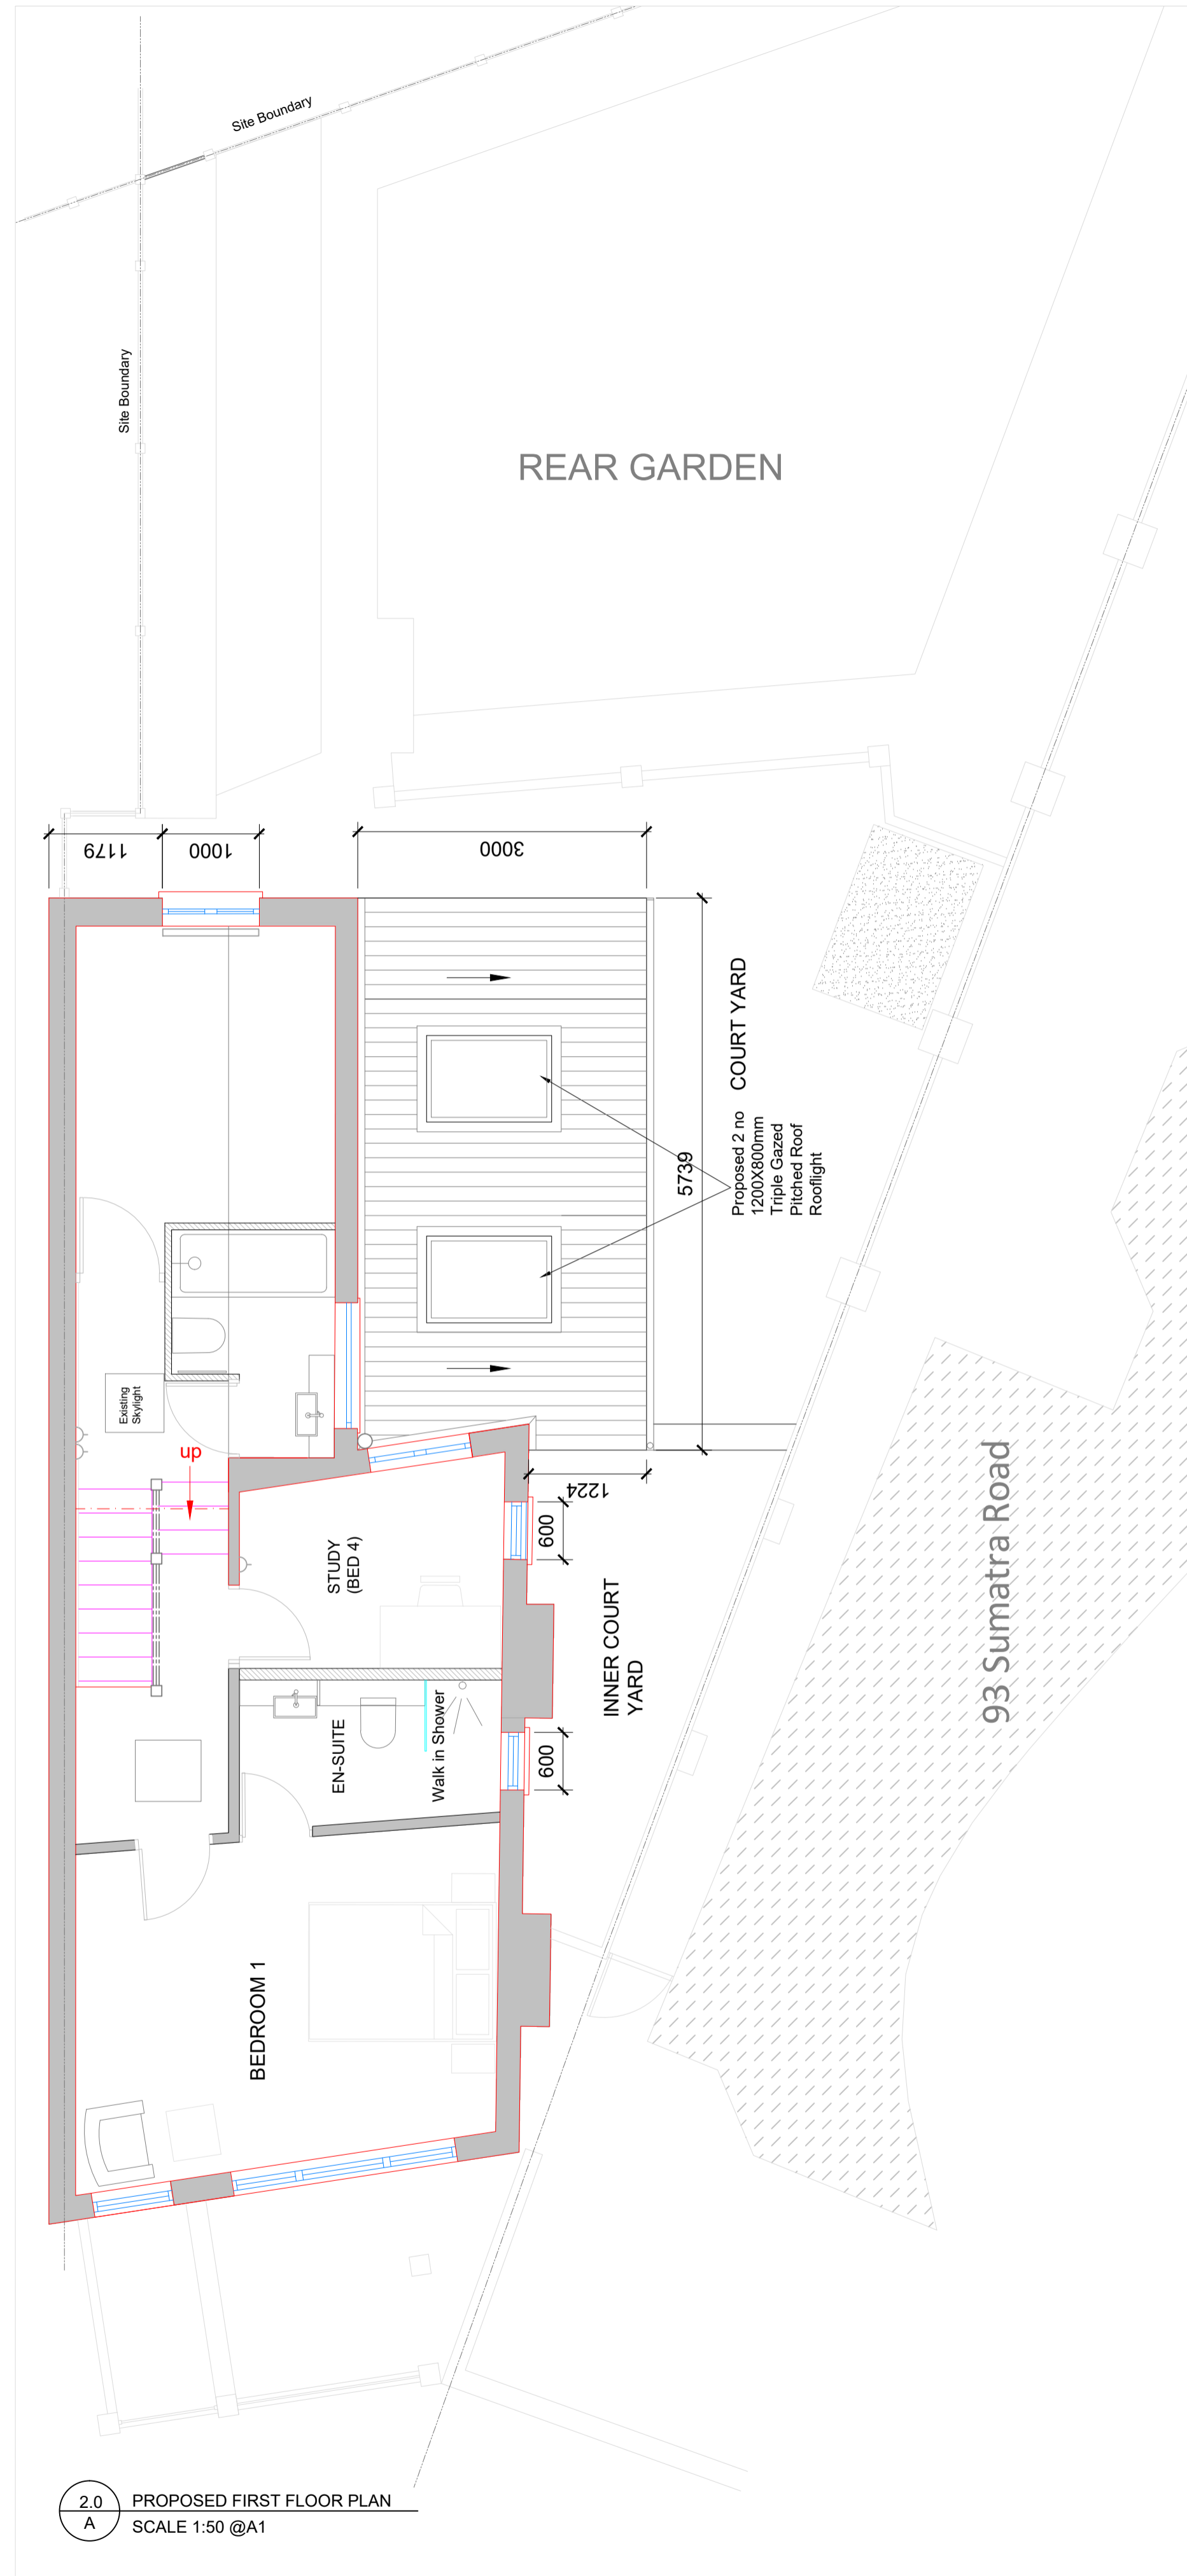 Site Boundary
Site Boundary
REAR GARDEN
1179
1000
3000
COURT YARD
5739
Proposed 2 no
1200X800mm
Triple Gazed
Pitched Roof
Rooflight
Existing
Skylight
up
1224
STUDY
(BED 4)
600
INNER COURT
YARD
93 Sumatra Road
EN-SUITE
Walk in Shower
600
BEDROOM 1
2.0
A
PROPOSED FIRST FLOOR PLAN
SCALE 1:50 @A1